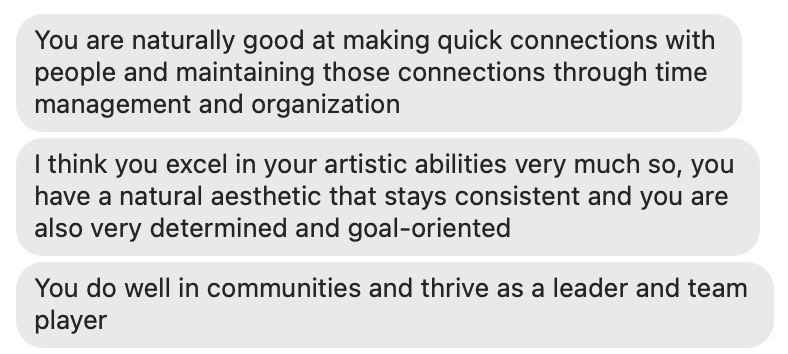 You are naturally good at making quick connections with
people and maintaining those connections through time
management and organization
I think you excel in your artistic abilities very much so, you
have a natural aesthetic that stays consistent and you are
also very determined and goal-oriented
You do well in communities and thrive as a leader and team
player